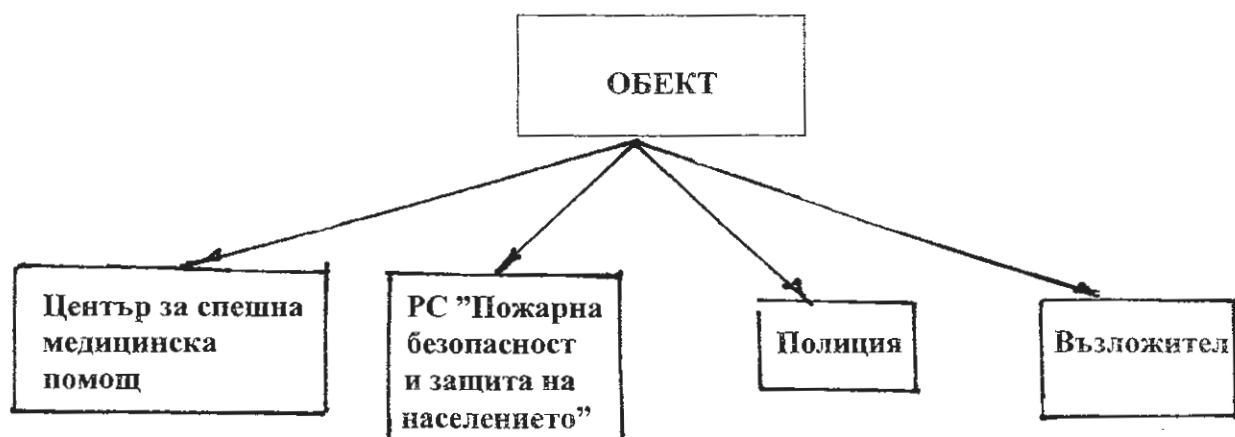 ОБЕКТ
Център за спешна
медицинска
помощ
РС ”Пожарна
безопасност
и защита на
населението”
Полиция
Възложител